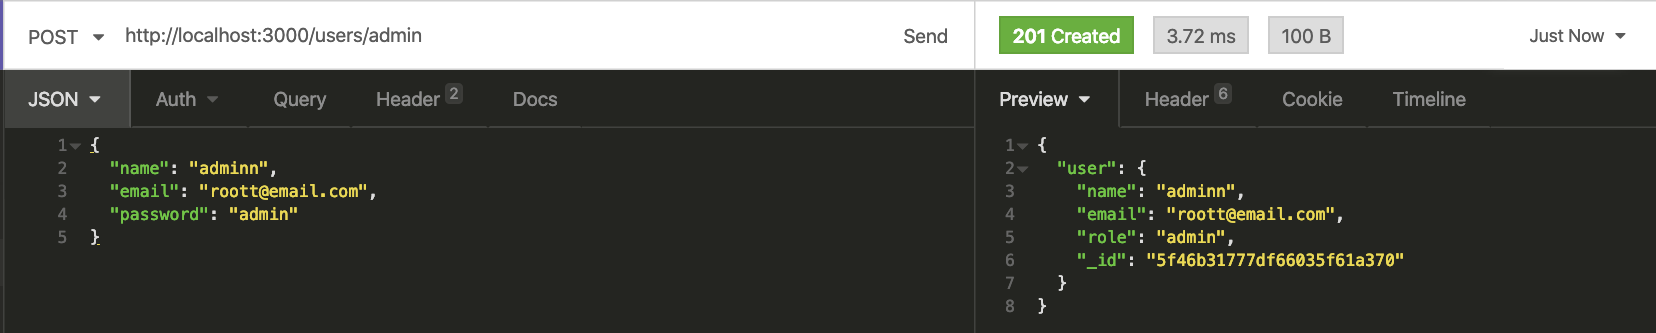 POST http://localhost:3000/users/admin Send 201 Created 3.72 ms 100 B Just Now
JSON Auth Query Header 2 Docs
1 {
2 "name": "adminn",
3 "email": "roott@email.com",
4 "password": "admin"
5 }
Preview Header 6 Cookie Timeline
1 {
2 "user": {
3 "name": "adminn",
4 "email": "roott@email.com",
5 "role": "admin",
6 "_id": "5f46b31777df66035f61a370"
7 }
8 }